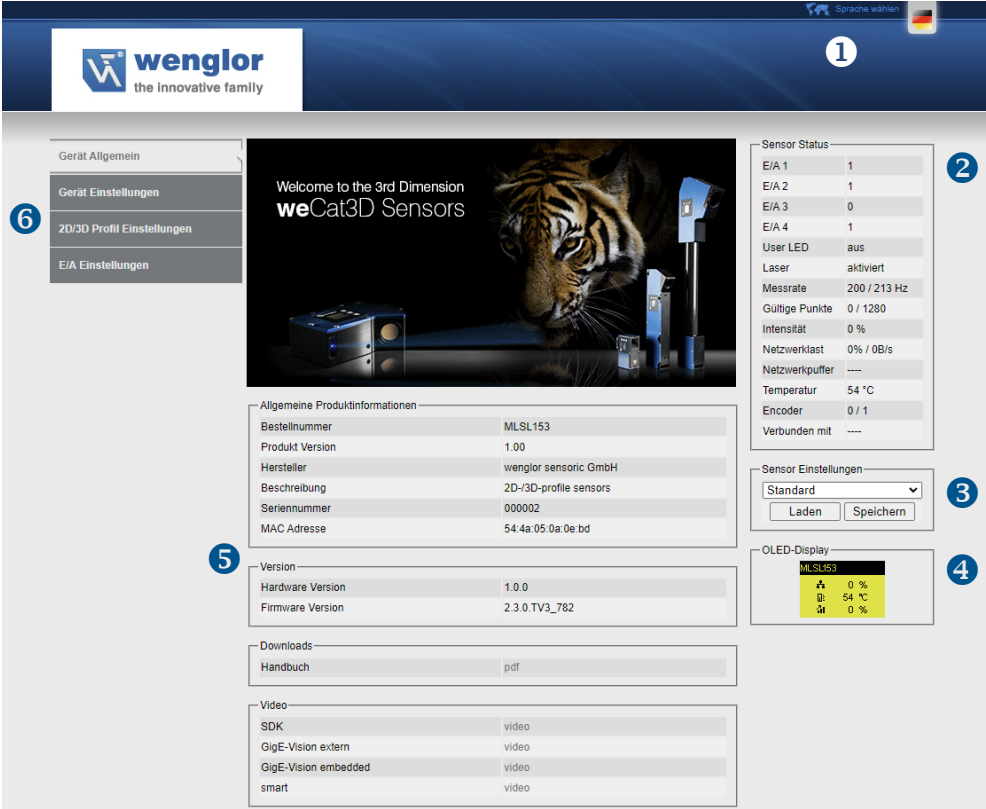 Sprache wählen
1
wenglor
the innovative family
Gerät Allgemein
Gerät Einstellungen
2D/3D Profil Einstellungen
E/A Einstellungen
6
Welcome to the 3rd Dimension
weCat3D Sensors
Sensor Status
E/A 1 1
E/A 2 1
E/A 3 0
E/A 4 1
User LED aus
Laser aktiviert
Messrate 200 / 213 Hz
Gültige Punkte 0 / 1280
Intensität 0 %
Netzwerklast 0% / 0B/s
Netzwerkpuffer ----
Temperatur 54 °C
Encoder 0 / 1
Verbunden mit ----
2
Sensor Einstellungen
Standard
Laden Speichern
3
OLED-Display
MLSL153
0 %
54 °C
0 %
4
Allgemeine Produktinformationen
Bestellnummer MLSL153
Produkt Version 1.00
Hersteller wenglor sensoric GmbH
Beschreibung 2D-/3D-profile sensors
Seriennummer 000002
MAC Adresse 54:4a:05:0a:0e:bd
5
Version
Hardware Version 1.0.0
Firmware Version 2.3.0.TV3_782
Downloads
Handbuch pdf
Video
SDK video
GigE-Vision extern video
GigE-Vision embedded video
smart video